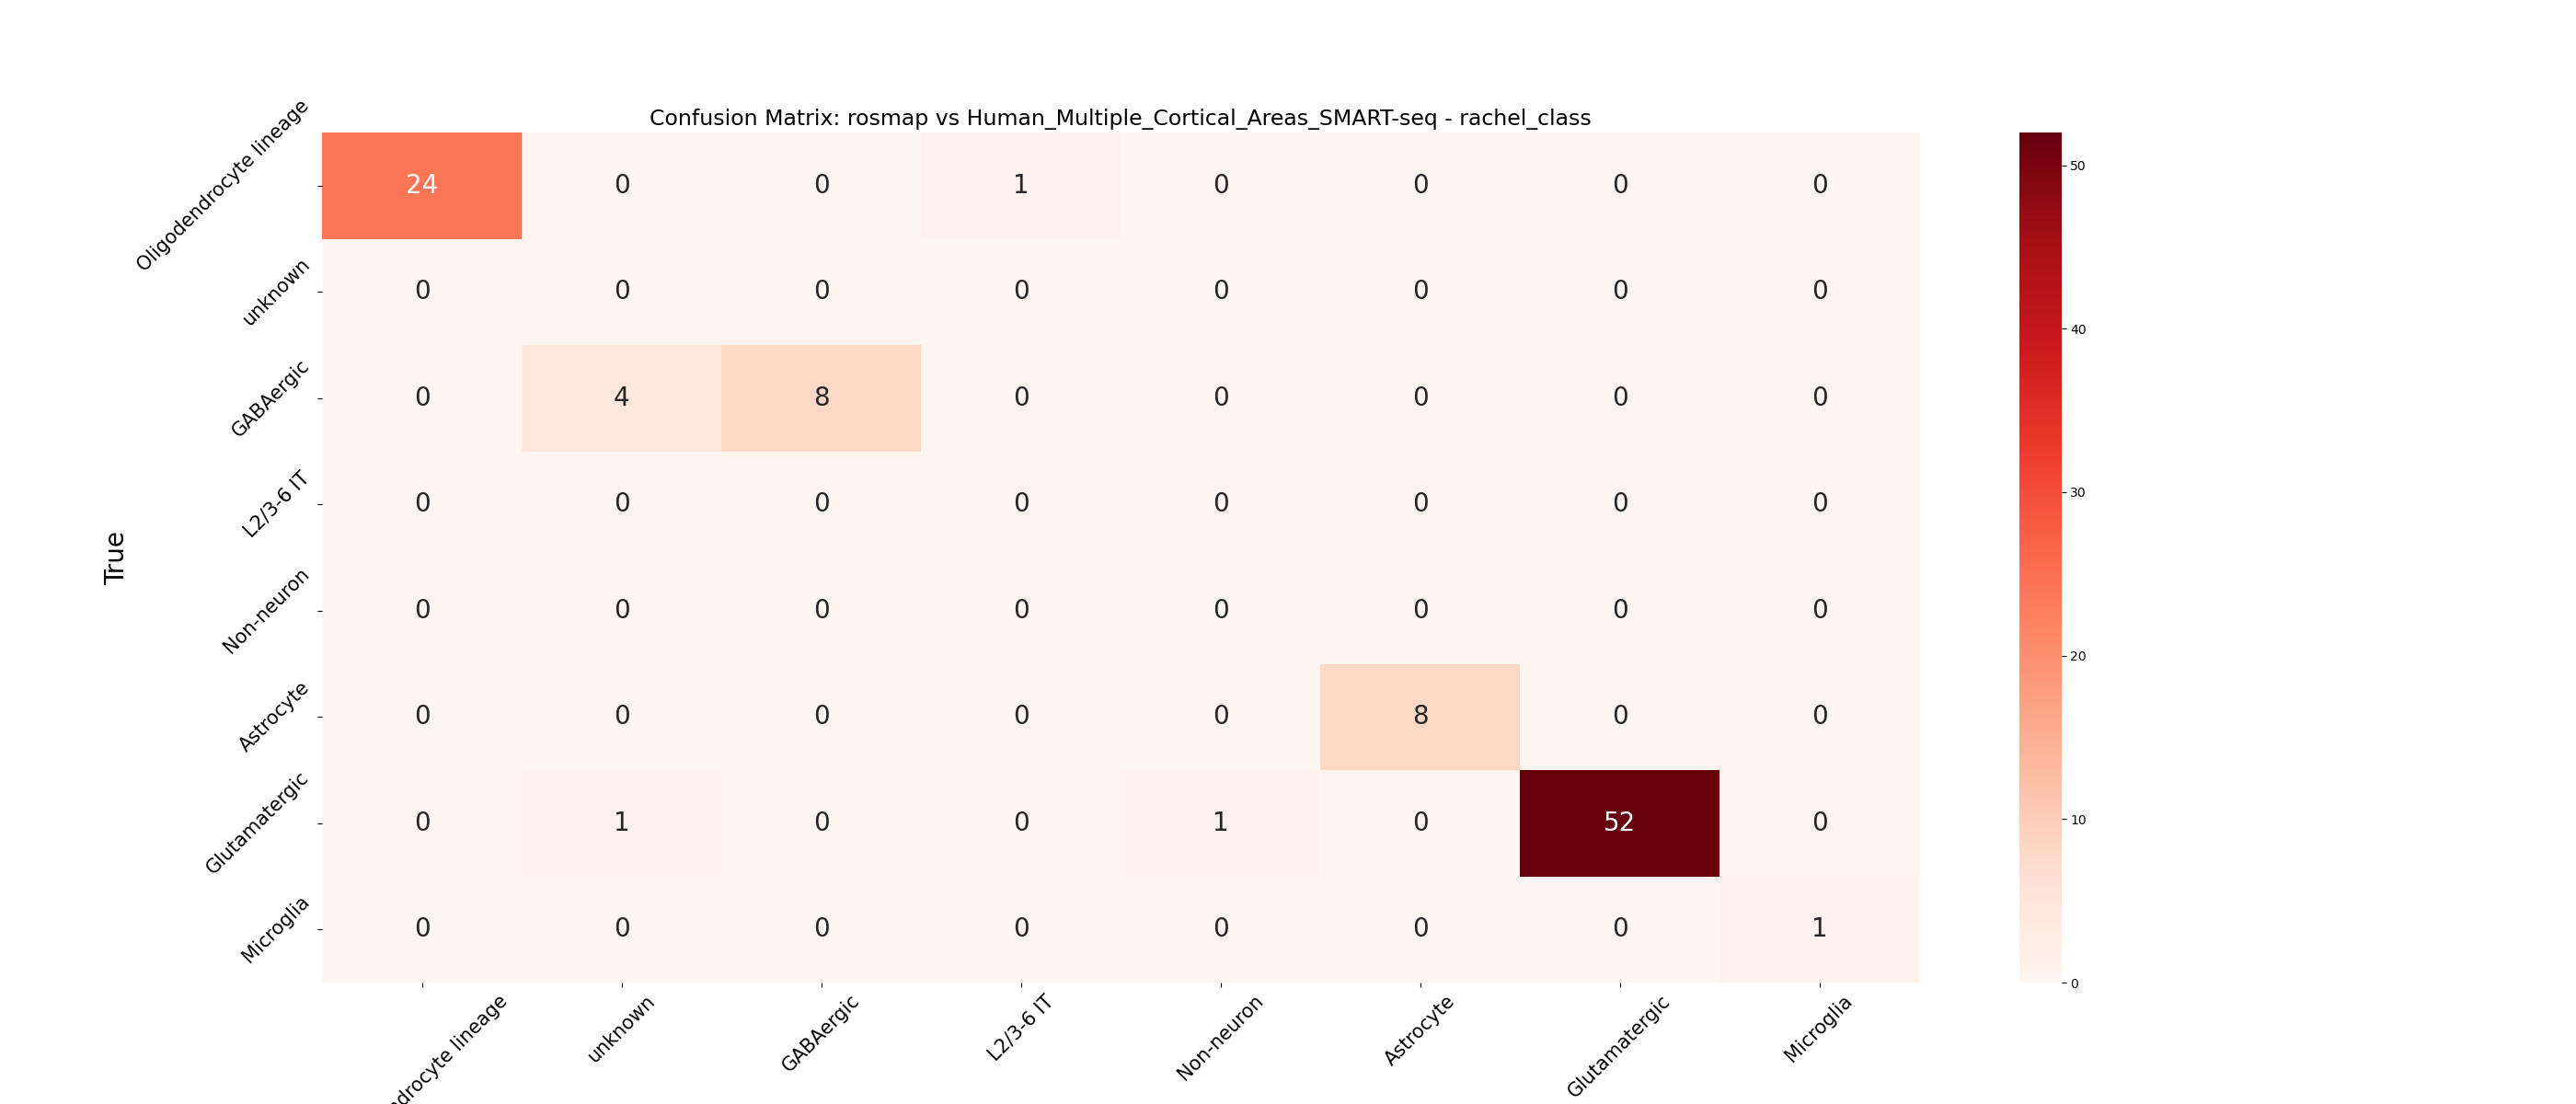 Confusion Matrix: rosmap vs Human_Multiple_Cortical_Areas_SMART-seq - rachel_class
True
Oligodendrocyte lineage 24 0 0 1 0 0 0 0
unknown 0 0 0 0 0 0 0 0
GABAergic 0 4 8 0 0 0 0 0
L2/3-6 IT 0 0 0 0 0 0 0 0
Non-neuron 0 0 0 0 0 0 0 0
Astrocyte 0 0 0 0 0 8 0 0
Glutamatergic 0 1 0 0 1 0 52 0
Microglia 0 0 0 0 0 0 0 1
ndrocyte lineage unknown GABAergic L2/3-6 IT Non-neuron Astrocyte Glutamatergic Microglia
50
40
30
20
10
0